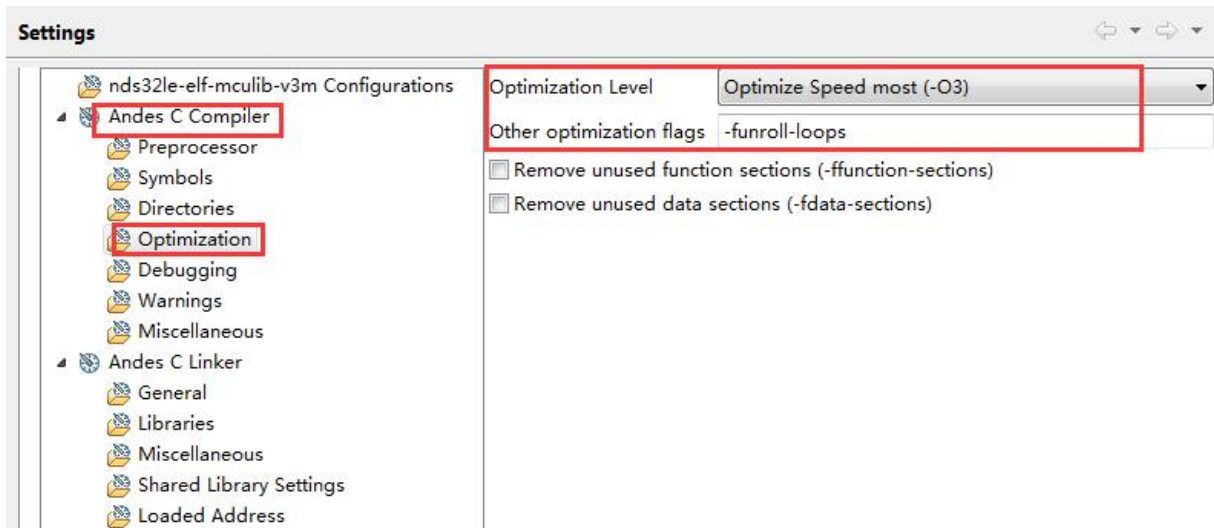 Settings
nds32le-elf-mculib-v3m Configurations
Andes C Compiler
Preprocessor
Symbols
Directories
Optimization
Debugging
Warnings
Miscellaneous
Andes C Linker
General
Libraries
Miscellaneous
Shared Library Settings
Loaded Address
Optimization Level Optimize Speed most (-O3)
Other optimization flags -funroll-loops
Remove unused function sections (-ffunction-sections)
Remove unused data sections (-fdata-sections)